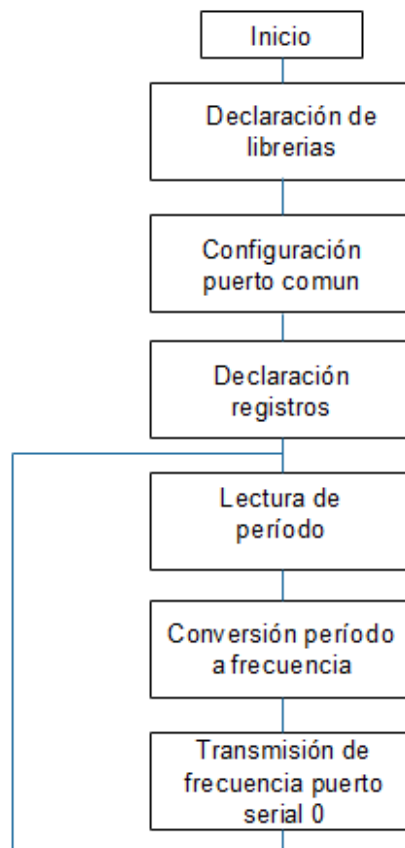 Inicio
Declaración de
librerias
Configuración
puerto comun
Declaración
registros
Lectura de
período
Conversión período
a frecuencia
Transmisión de
frecuencia puerto
serial 0